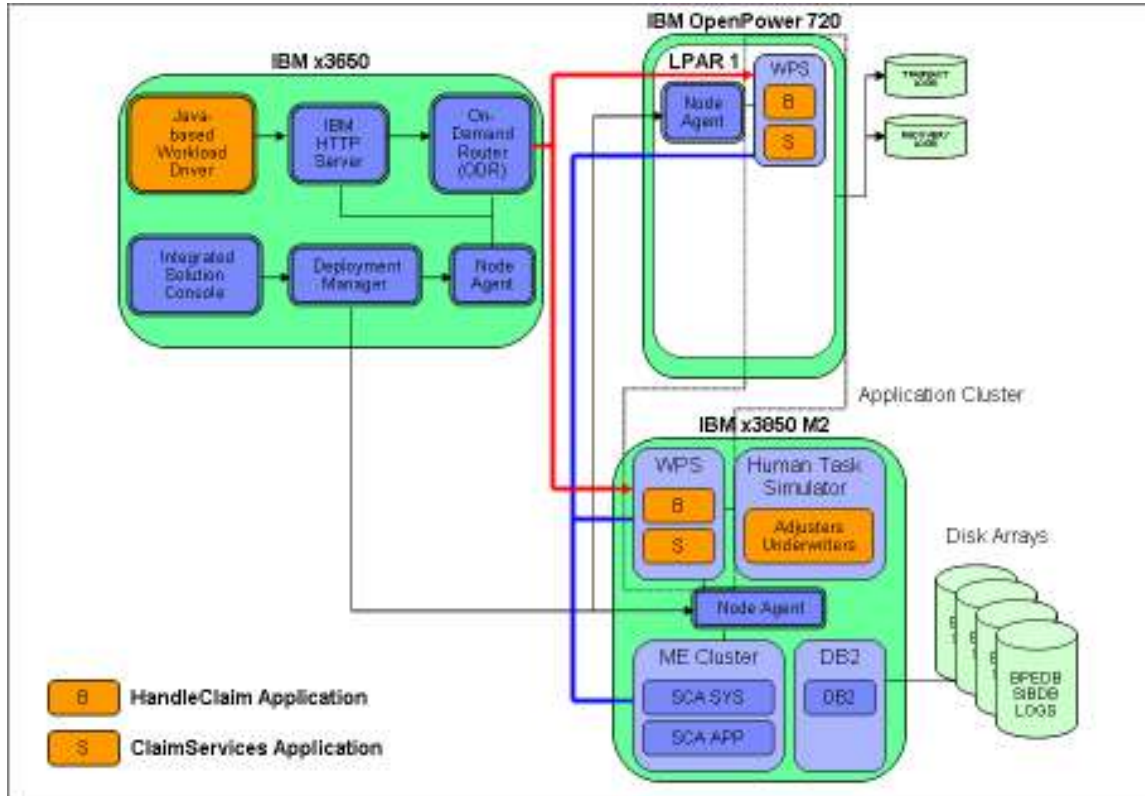 IBM OpenPower 720
IBM x3650
LPAR 1
WPS
Node
Agent
B
S
Java-
based
Workload
Driver
IBM
HTTP
Server
On-
Demand
Router
(ODR)
Integrated
Solution
Console
Deployment
Manager
Node
Agent
LOGS
LOGS
Application Cluster
IBM x3850 M2
WPS
B
S
Human Task
Simulator
Adjusters
Underwriters
Node Agent
Disk Arrays
ME Cluster
SCA SYS
SCA APP
DB2
DB2
BPEDB
SIBDB
LOGS
B
HandleClaim Application
S
ClaimServices Application